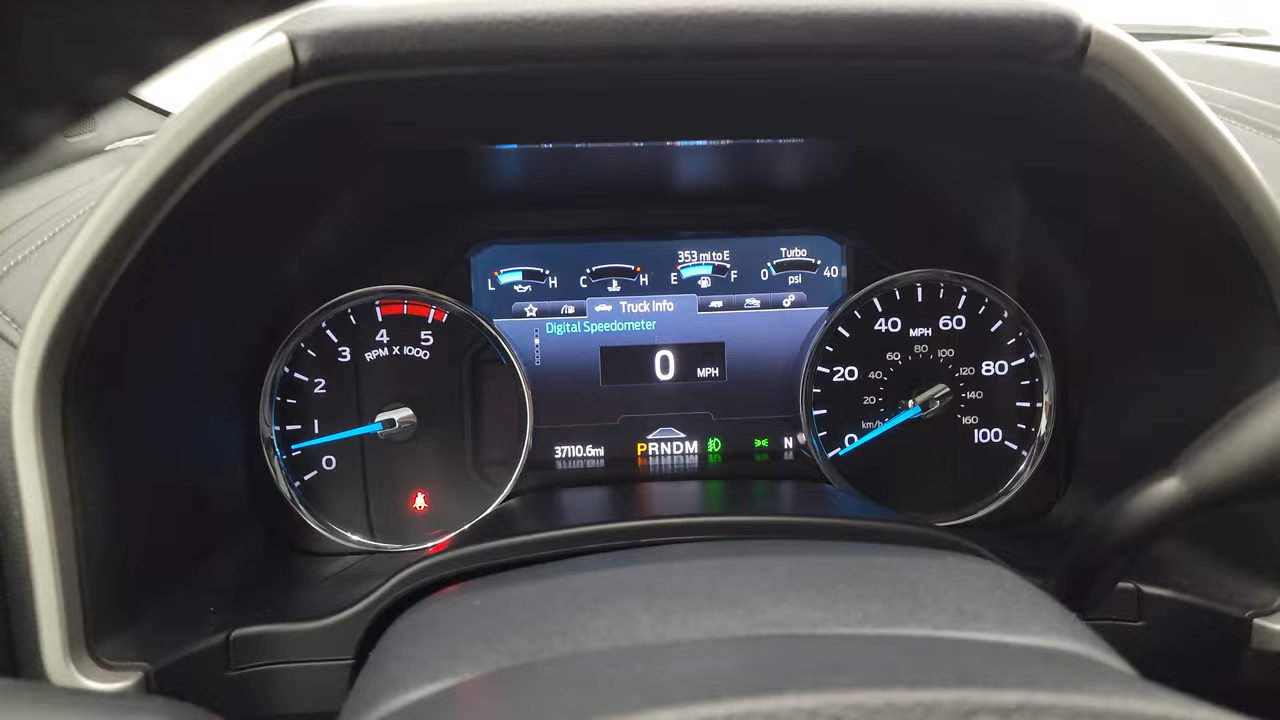 353 mi to E
Turbo
L H C H E F 0 40
psi
Truck Info
Digital Speedometer
0 MPH
37110.6mi PRNDM N
0
1
2
3
4
5
RPM X 1000
0
20
40
60
80
100
MPH
km/h
20
40
60
80
100
120
140
160